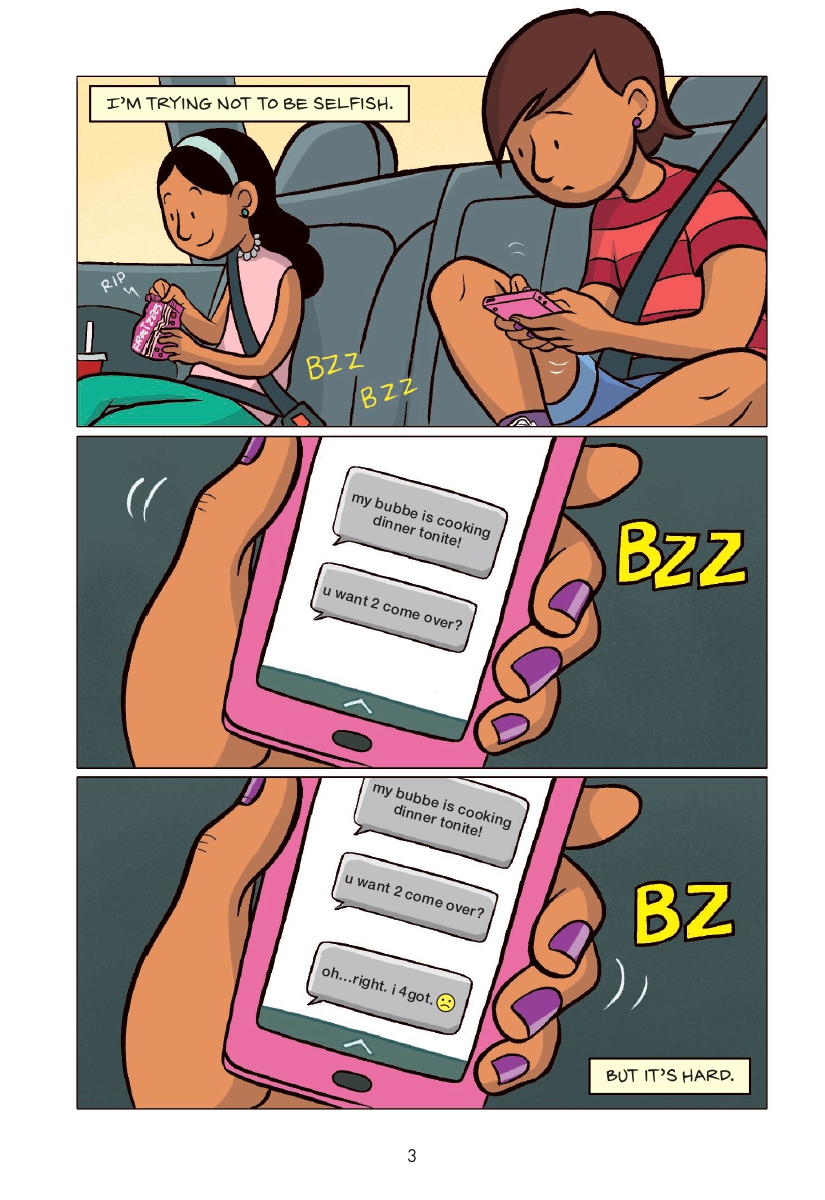 I'M TRYING NOT TO BE SELFISH.
RIP
PRETZELS
BZZ
BZZ
my bubbe is cooking
dinner tonite!
u want 2 come over?
BZZ
my bubbe is cooking
dinner tonite!
u want 2 come over?
oh...right. i 4got.
BZ
BUT IT'S HARD.
3